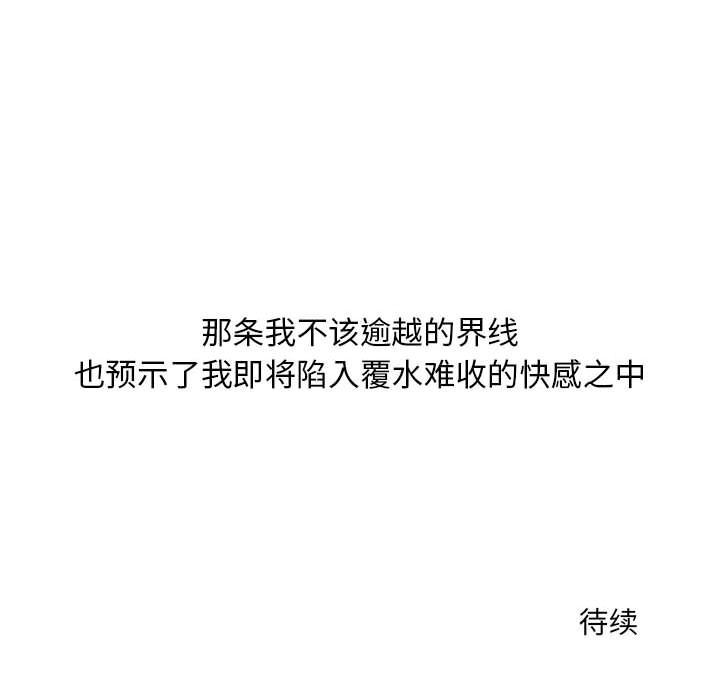 那条我不该逾越的界线
也预示了我即将陷入覆水难收的快感之中
待续